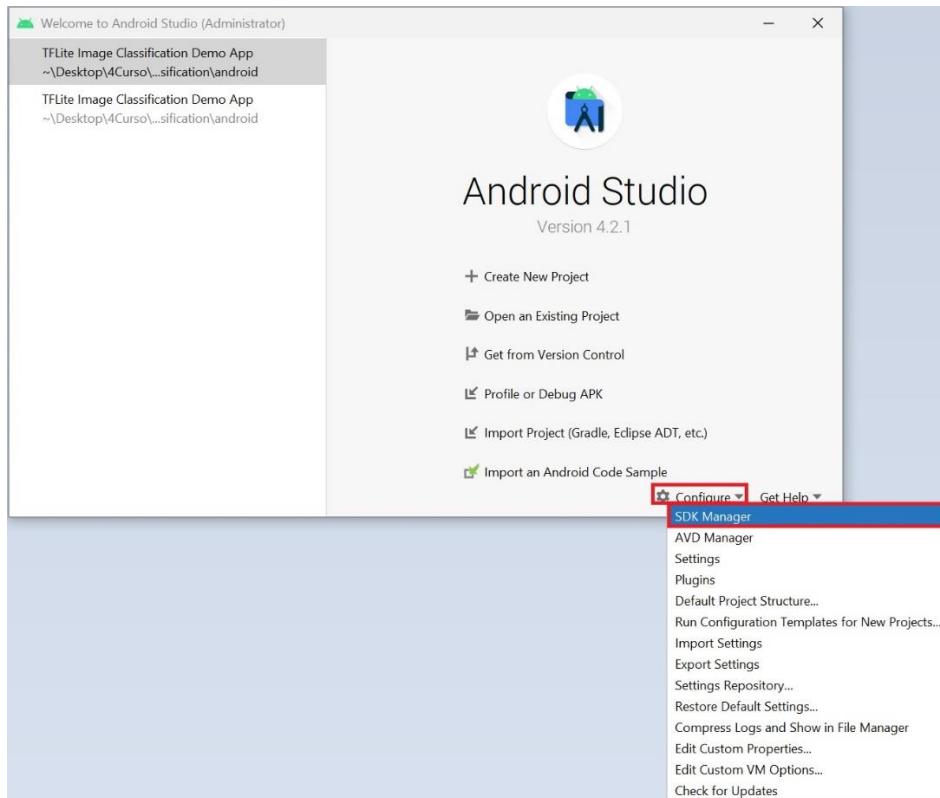 Welcome to Android Studio (Administrator)
TFLite Image Classification Demo App
~\Desktop\4Curso\...sification\android
TFLite Image Classification Demo App
~\Desktop\4Curso\...sification\android
Android Studio
Version 4.2.1
Create New Project
Open an Existing Project
Get from Version Control
Profile or Debug APK
Import Project (Gradle, Eclipse ADT, etc.)
Import an Android Code Sample
Configure Get Help
SDK Manager
AVD Manager
Settings
Plugins
Default Project Structure...
Run Configuration Templates for New Projects...
Import Settings
Export Settings
Settings Repository...
Restore Default Settings...
Compress Logs and Show in File Manager
Edit Custom Properties...
Edit Custom VM Options...
Check for Updates